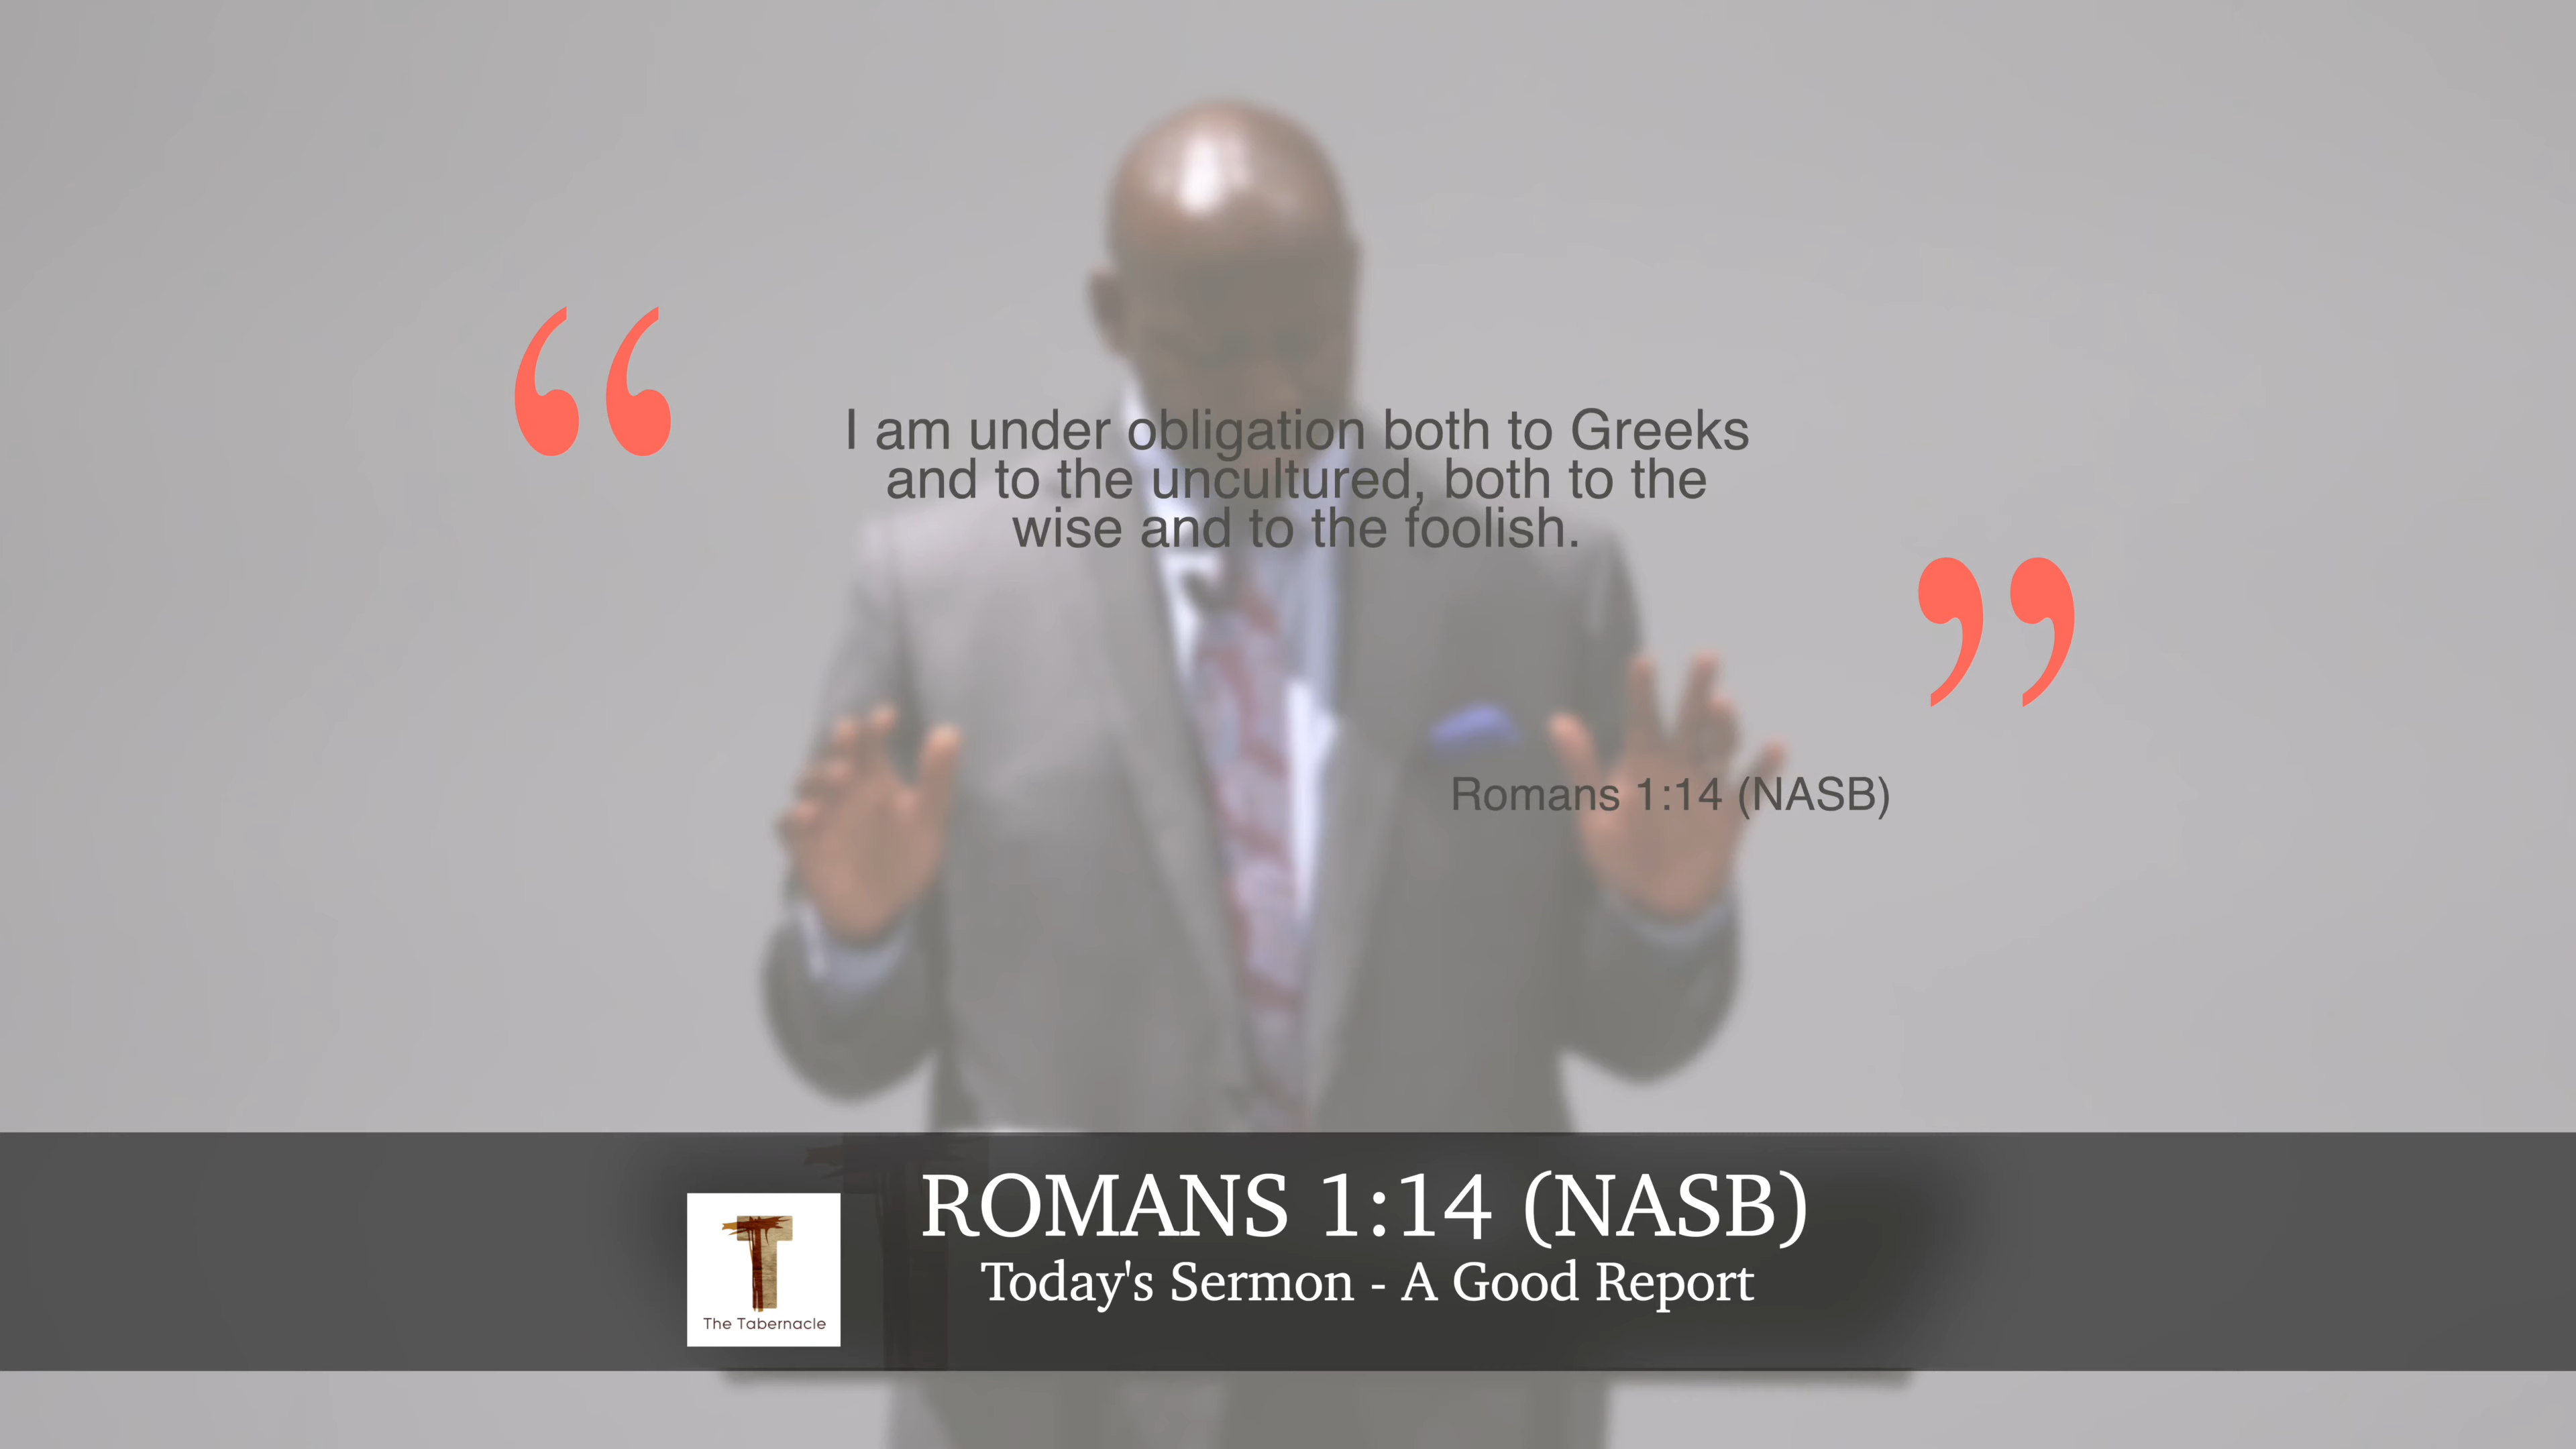 “
I am under obligation both to Greeks
and to the uncultured, both to the
wise and to the foolish.
”
Romans 1:14 (NASB)
ROMANS 1:14 (NASB)
Today's Sermon - A Good Report
T
The Tabernacle